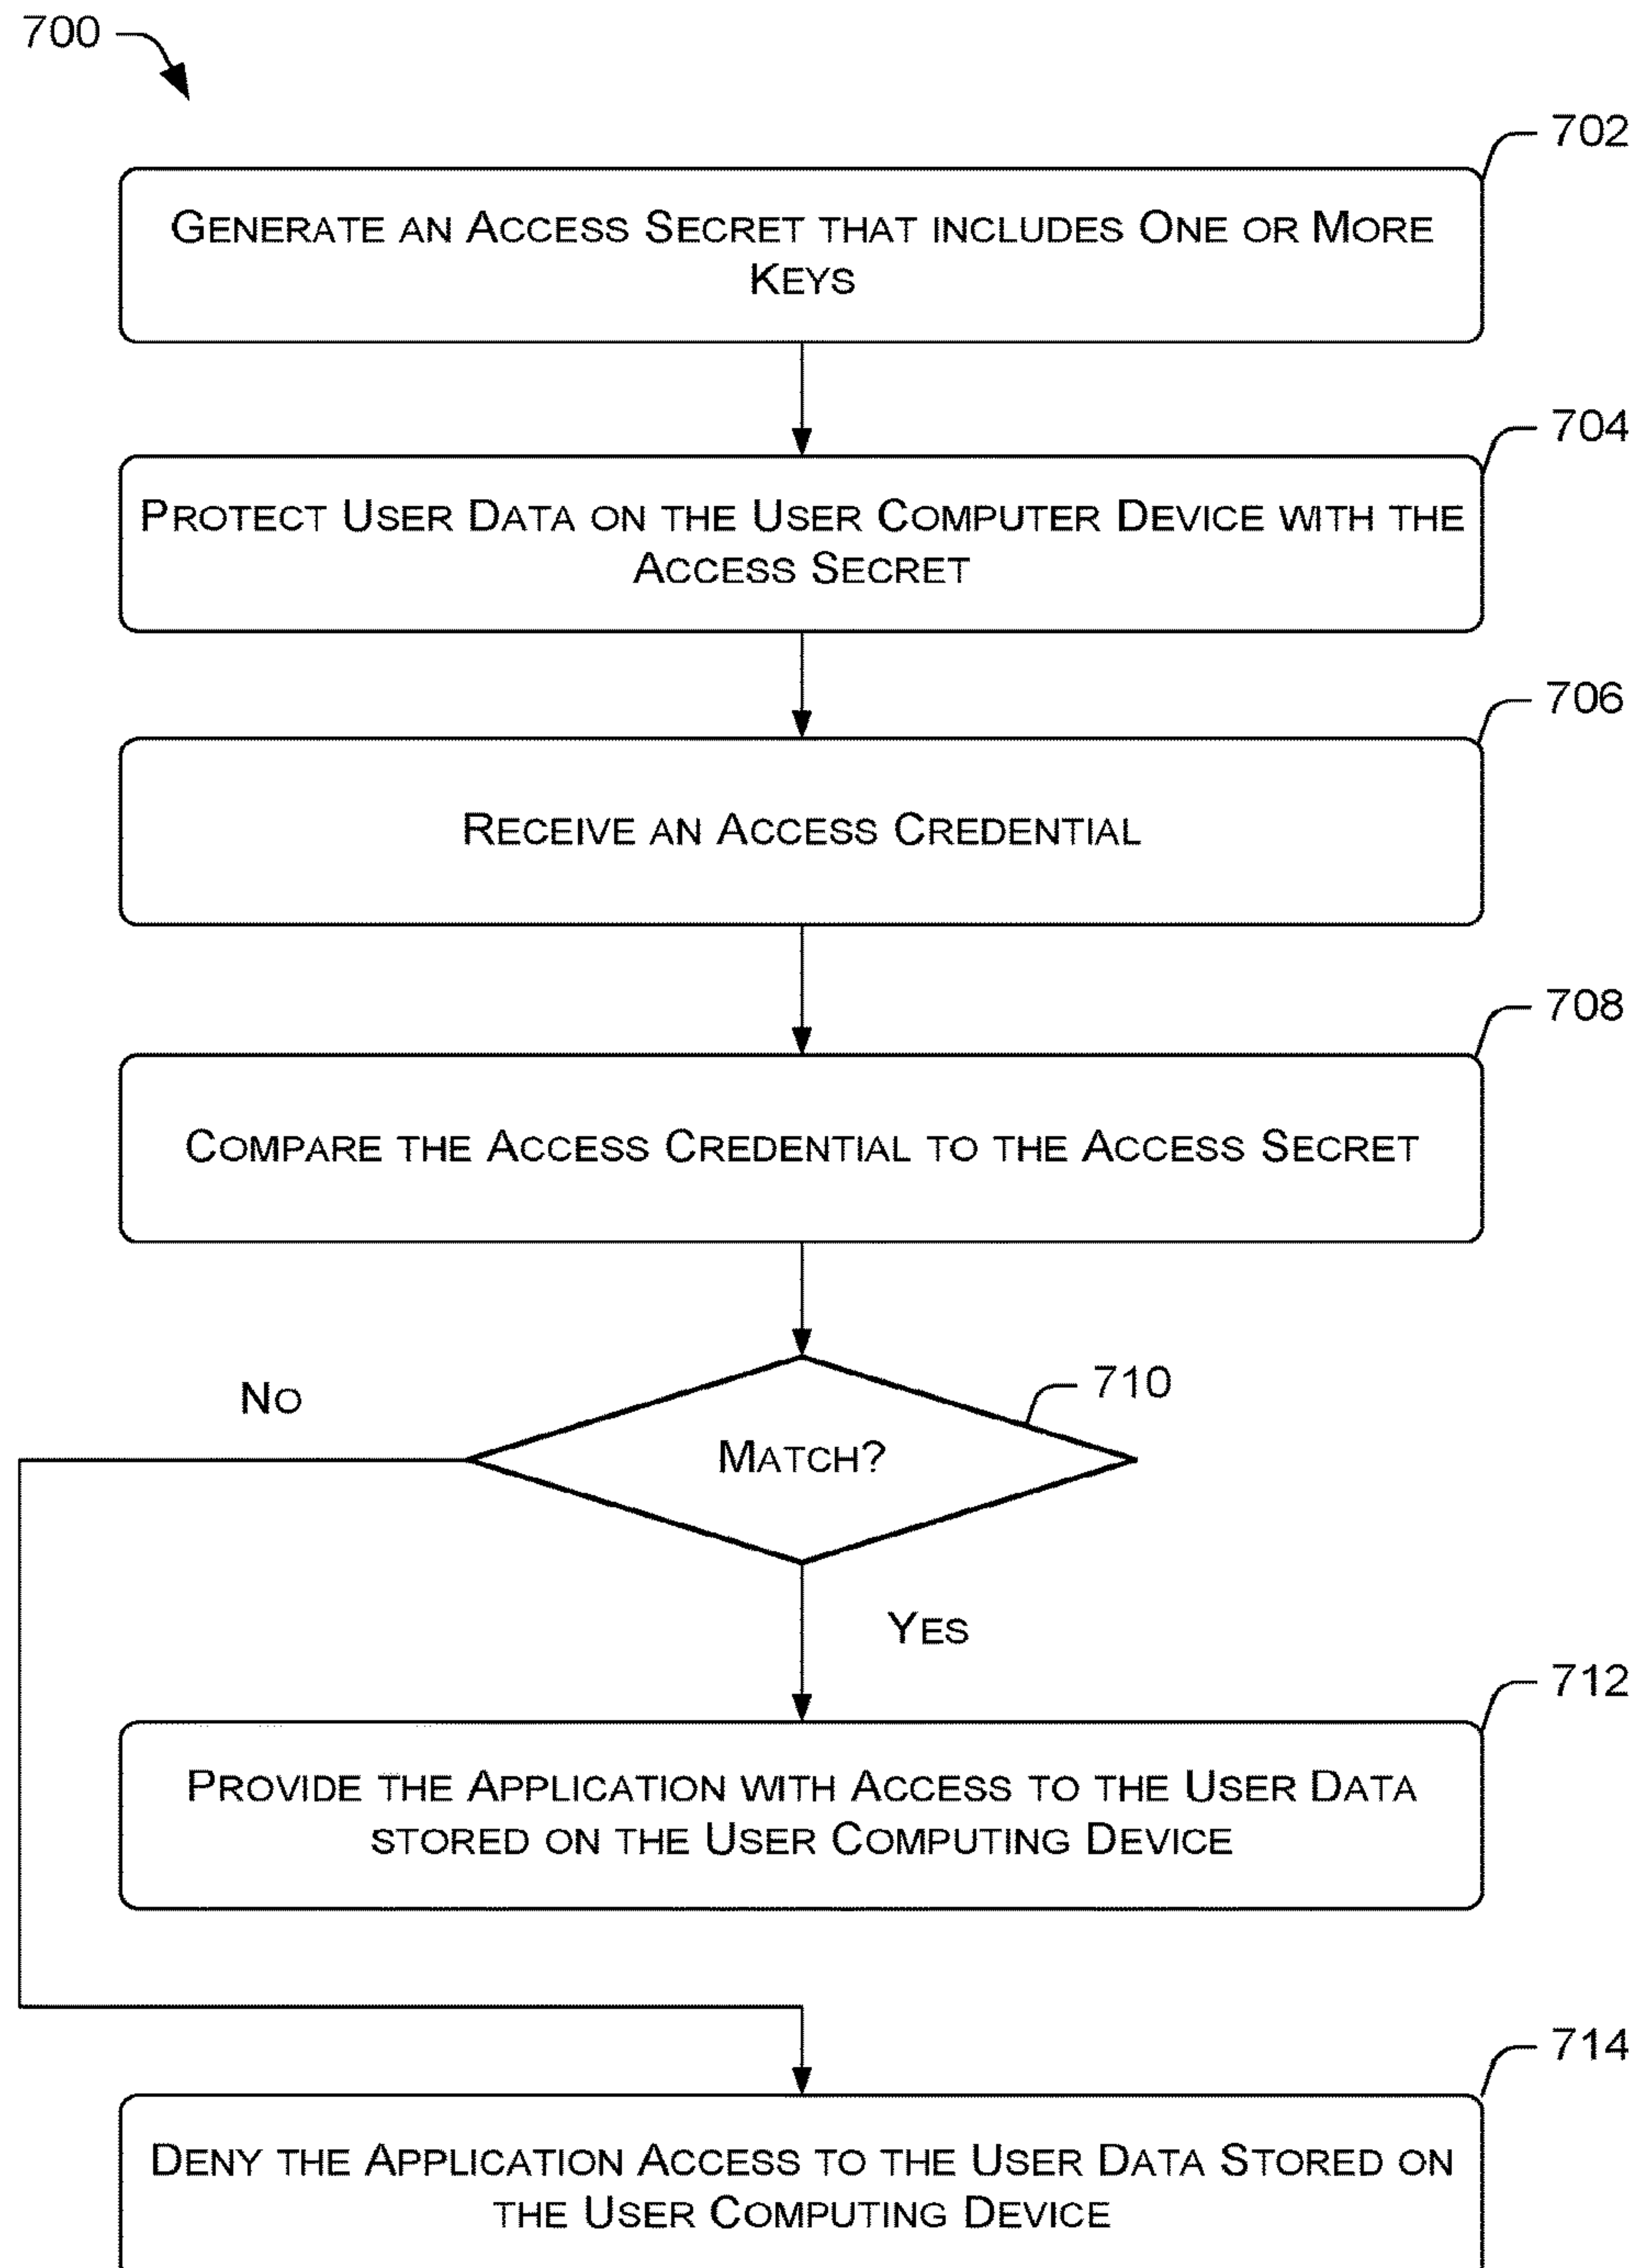 700
702
GENERATE AN ACCESS SECRET THAT INCLUDES ONE OR MORE
KEYS
704
PROTECT USER DATA ON THE USER COMPUTER DEVICE WITH THE
ACCESS SECRET
706
RECEIVE AN ACCESS CREDENTIAL
708
COMPARE THE ACCESS CREDENTIAL TO THE ACCESS SECRET
710
NO
MATCH?
YES
712
PROVIDE THE APPLICATION WITH ACCESS TO THE USER DATA
STORED ON THE USER COMPUTING DEVICE
714
DENY THE APPLICATION ACCESS TO THE USER DATA STORED ON
THE USER COMPUTING DEVICE